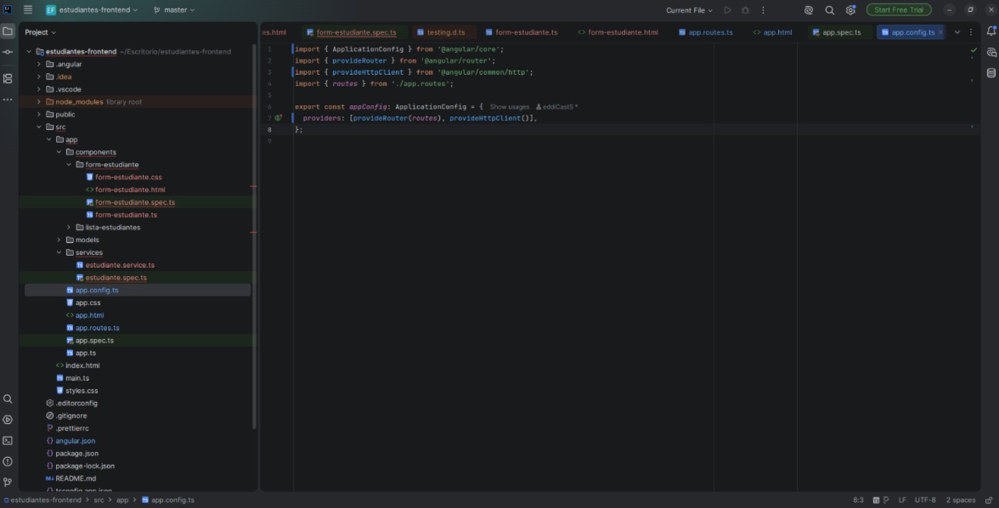 EF estudiantes-frontend master Current File Start Free Trial
Project
es.html form-estudiante.spec.ts testing.d.ts form-estudiante.ts form-estudiante.html app.routes.ts app.html app.spec.ts app.config.ts
estudiantes-frontend ~/Escritorio/estudiantes-frontend
.angular
.idea
.vscode
node_modules library root
public
src
app
components
form-estudiante
form-estudiante.css
form-estudiante.html
form-estudiante.spec.ts
form-estudiante.ts
lista-estudiantes
models
services
estudiante.service.ts
estudiante.spec.ts
app.config.ts
app.css
app.html
app.routes.ts
app.spec.ts
app.ts
index.html
main.ts
styles.css
.editorconfig
.gitignore
.prettierrc
angular.json
package.json
package-lock.json
README.md
tsconfig.app.json
1 import { ApplicationConfig } from '@angular/core';
2 import { provideRouter } from '@angular/router';
3 import { provideHttpClient } from '@angular/common/http';
4 import { routes } from './app.routes';
5
6 export const appConfig: ApplicationConfig = { Show usages eddiCastS *
7 providers: [provideRouter(routes), provideHttpClient()],
8 };
9
estudiantes-frontend > src > app > app.config.ts 8:3 LF UTF-8 2 spaces